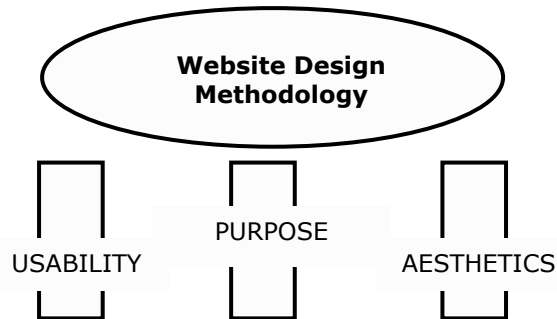 Website Design
Methodology
USABILITY
PURPOSE
AESTHETICS